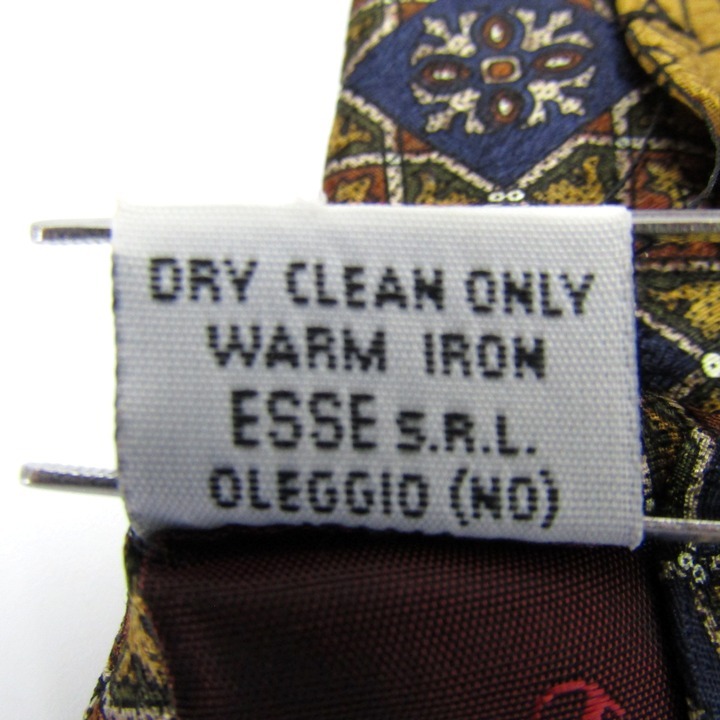 DRY CLEAN ONLY
WARM IRON
ESSE S.R.L.
OLEGGIO (NO)